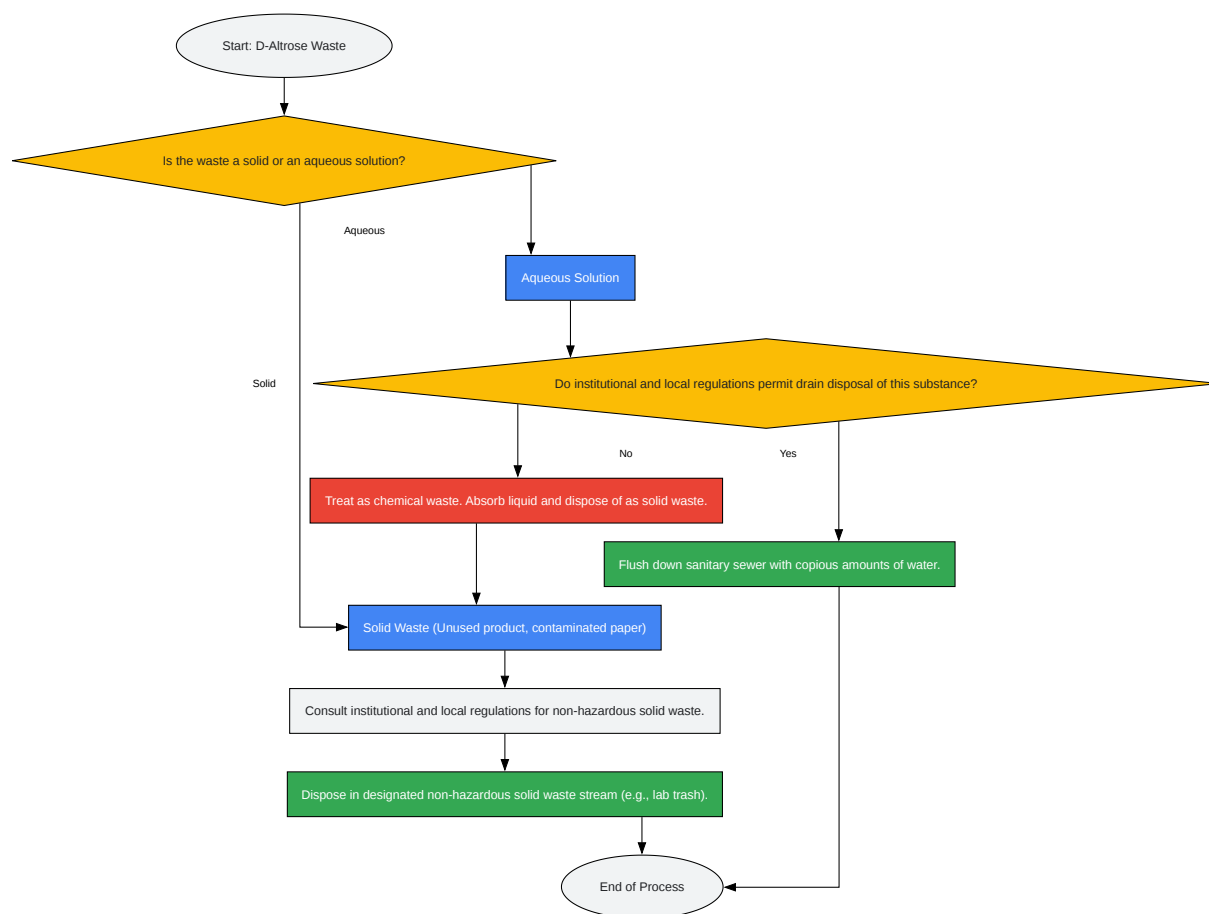 Start: D-Altrose Waste
Is the waste a solid or an aqueous solution?
Aqueous
Aqueous Solution
Solid
Do institutional and local regulations permit drain disposal of this substance?
No
Yes
Treat as chemical waste. Absorb liquid and dispose of as solid waste.
Flush down sanitary sewer with copious amounts of water.
Solid Waste (Unused product, contaminated paper)
Consult institutional and local regulations for non-hazardous solid waste.
Dispose in designated non-hazardous solid waste stream (e.g., lab trash).
End of Process